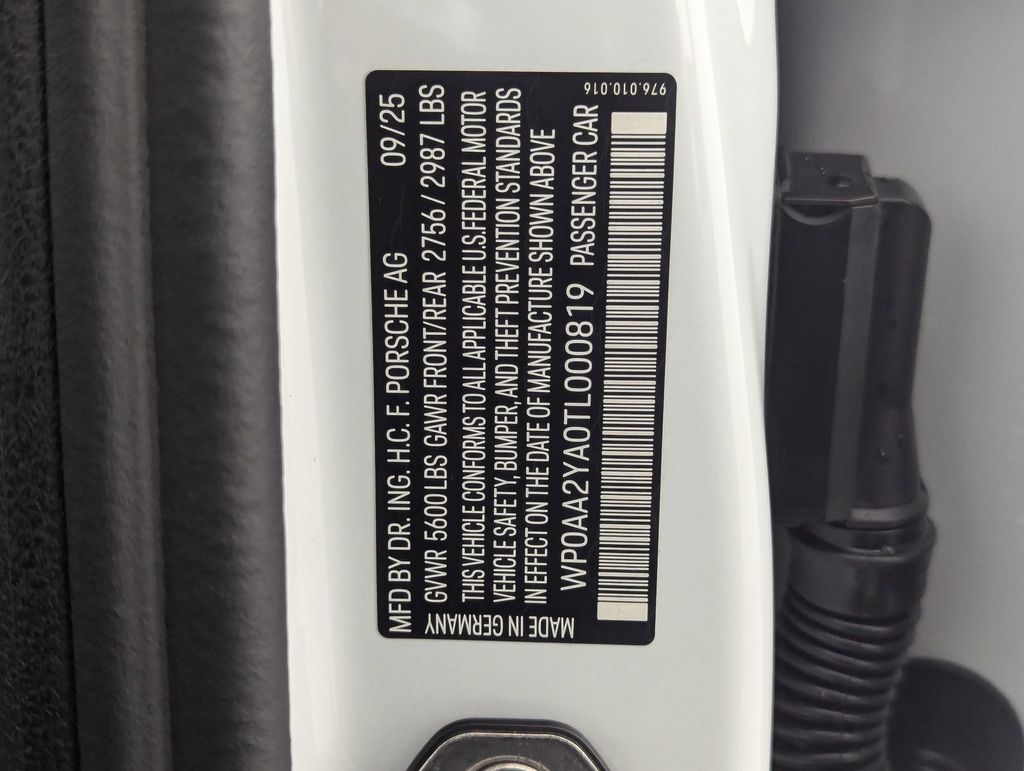 MFD BY DR. ING. H.C. F. PORSCHE AG 09/25
GVWR 5600 LBS GAWR FRONT/REAR 2756 / 2987 LBS
THIS VEHICLE CONFORMS TO ALL APPLICABLE U.S.FEDERAL MOTOR
VEHICLE SAFETY, BUMPER, AND THEFT PREVENTION STANDARDS
IN EFFECT ON THE DATE OF MANUFACTURE SHOWN ABOVE
WP0AA2YA0TL000819 PASSENGER CAR
MADE IN GERMANY
976.010.016